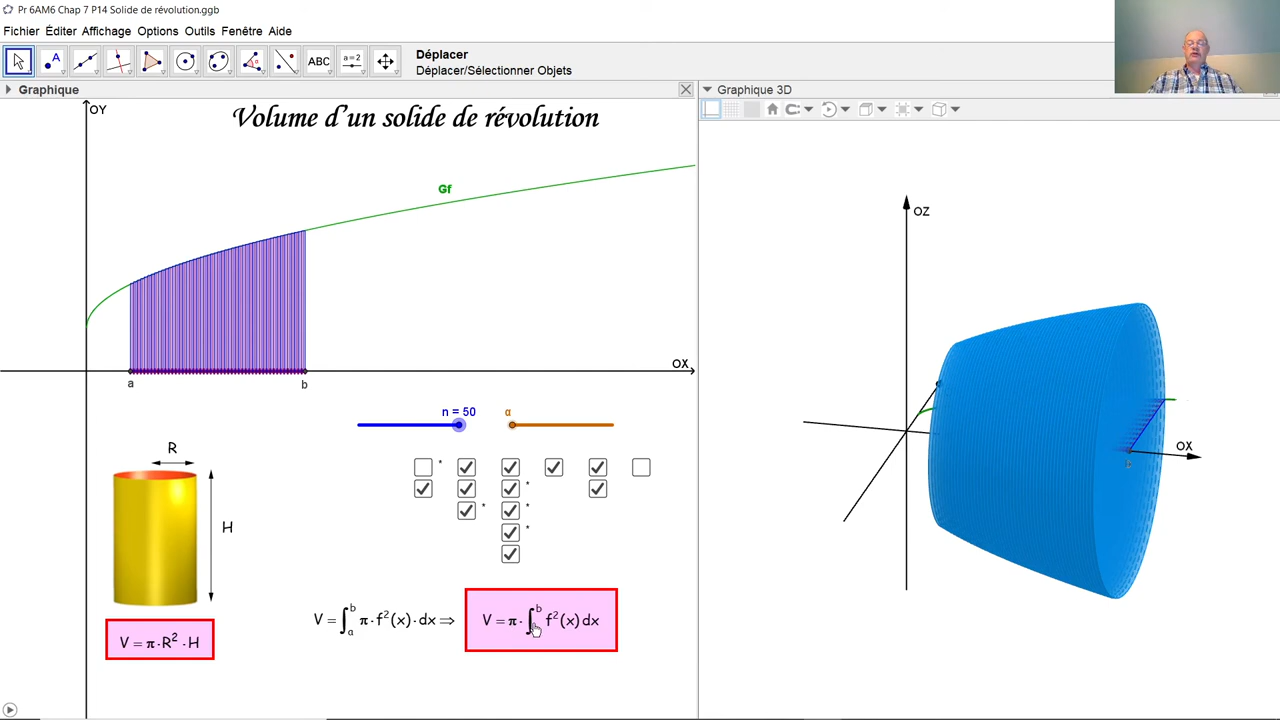 Pr 6AM6 Chap 7 P14 Solide de révolution.ggb
Fichier Éditer Affichage Options Outils Fenêtre Aide
A ABC a=2 Déplacer
Déplacer/Sélectionner Objets
Graphique
Graphique 3D
OY
Volume d'un solide de révolution
Gf
OX
a b
n = 50 α
R
H
V = π·R²·H
V = ∫ₐᵇ π·f²(x)·dx ⇒
V = π·∫ₐᵇ f²(x)dx
OZ
OX